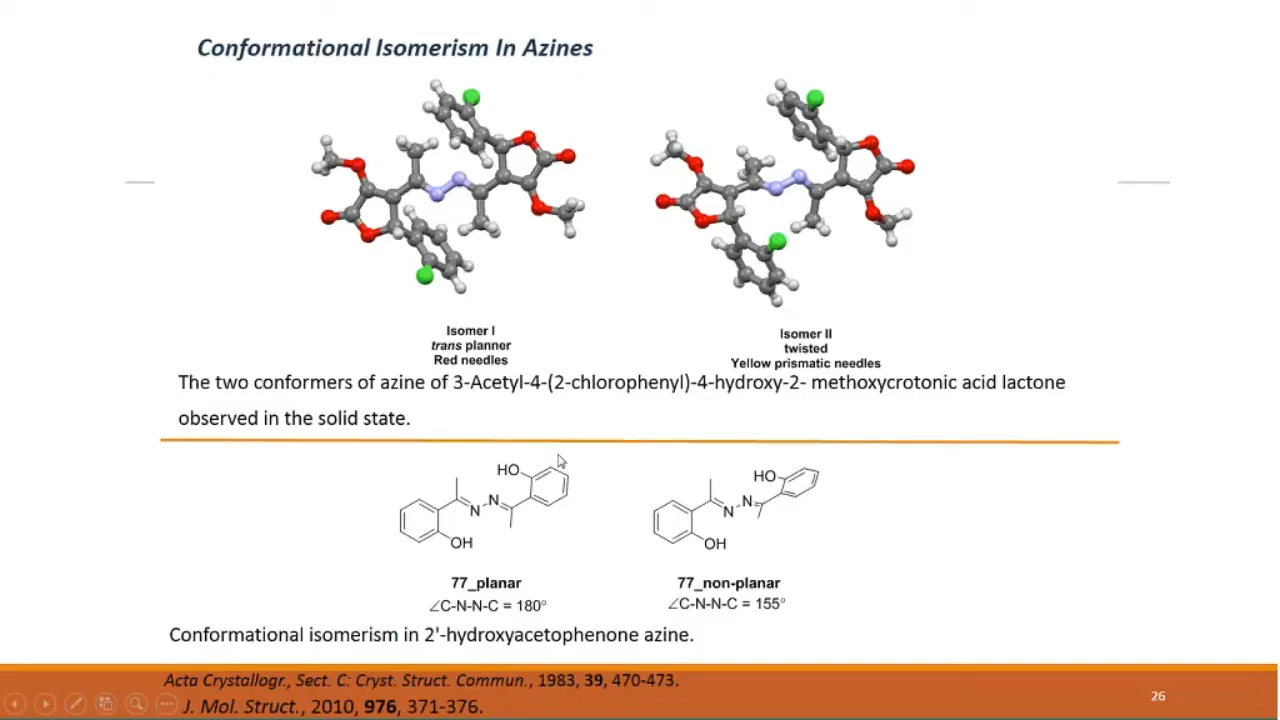 Conformational Isomerism In Azines
Isomer I
trans planner
Red needles
Isomer II
twisted
Yellow prismatic needles
The two conformers of azine of 3-Acetyl-4-(2-chlorophenyl)-4-hydroxy-2- methoxycrotonic acid lactone
observed in the solid state.
HO
N
N
OH
77_planar
∠C-N-N-C = 180°
HO
N
N
OH
77_non-planar
∠C-N-N-C = 155°
Conformational isomerism in 2'-hydroxyacetophenone azine.
Acta Crystallogr., Sect. C: Cryst. Struct. Commun., 1983, 39, 470-473.
J. Mol. Struct., 2010, 976, 371-376.
26